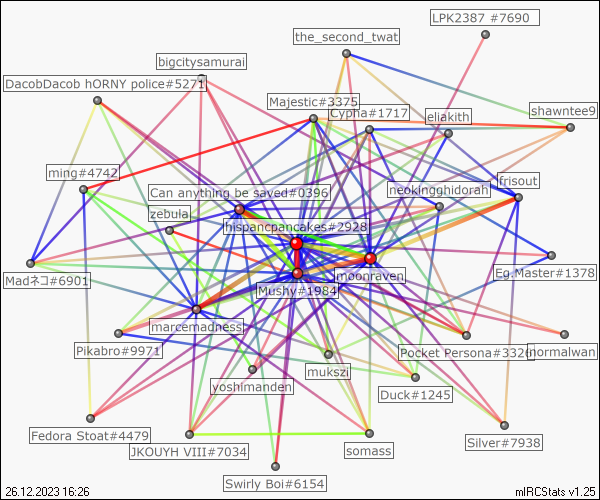 LPK2387 #7690
the_second_twat
bigcitysamurai
DacobDacob hORNY police#5271
Majestic#3375
Cypha#1717
eliakith
shawntee9
ming#4742
frisout
Can anything be saved#0396
neokingghidorah
zebula
hispancpancakes#2928
Madネコ#6901
moonraven
Eg.Master#1378
Mushy#1984
marcemadness
Pikabro#9971
Pocket Persona#3326
normalwan
mukszi
yoshimanden
Duck#1245
Fedora Stoat#4479
JKOUYH VIII#7034
somass
Silver#7938
Swirly Boi#6154
26.12.2023 16:26
mIRCStats v1.25